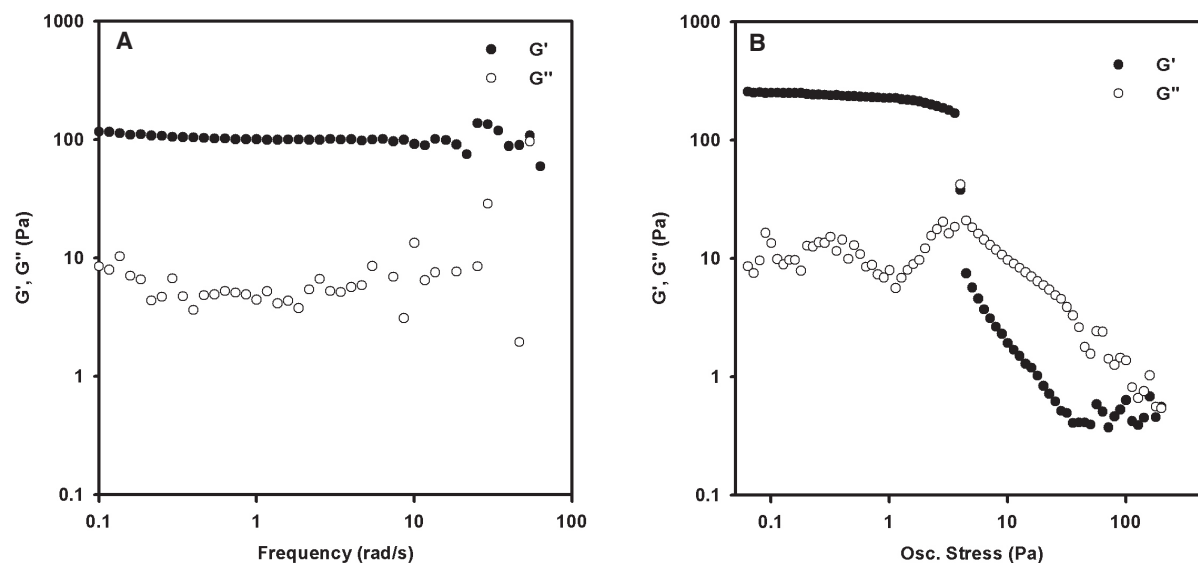 A
G'
G''
1000
100
10
1
0.1
G', G'' (Pa)
0.1 1 10 100
Frequency (rad/s)
B
G'
G''
1000
100
10
1
0.1
G', G'' (Pa)
0.1 1 10 100
Osc. Stress (Pa)